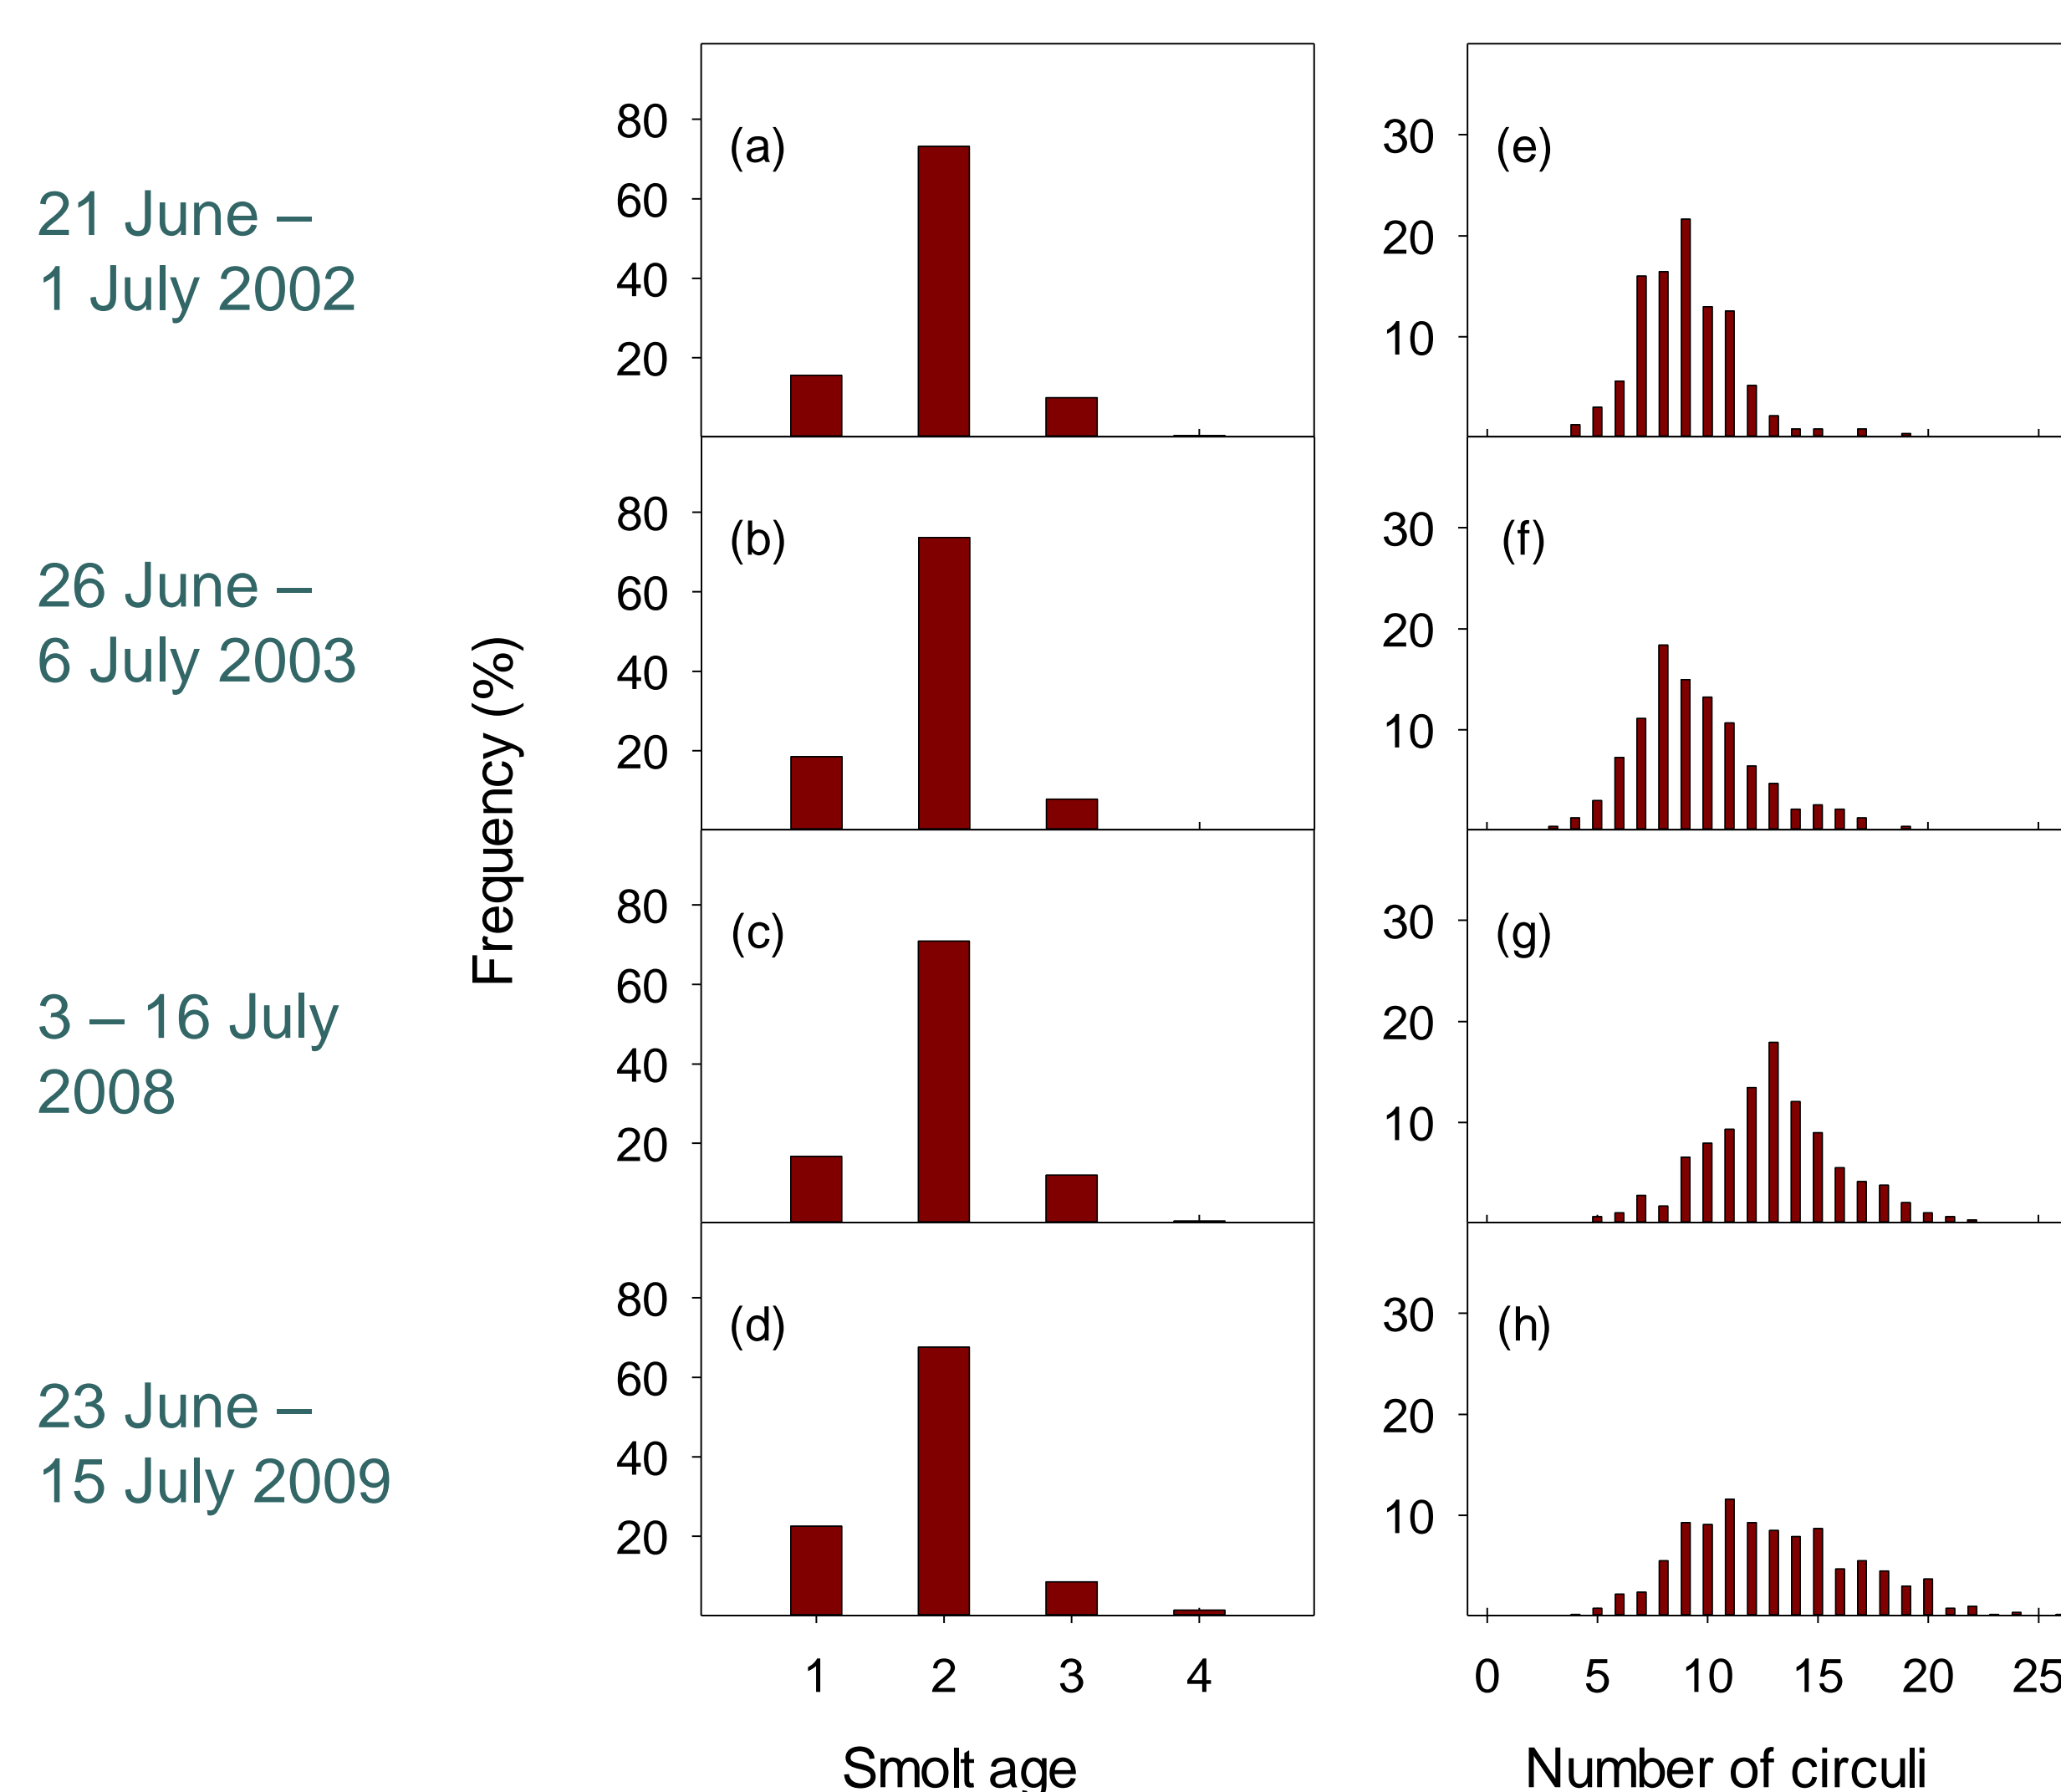 21 June –
1 July 2002
26 June –
6 July 2003
3 – 16 July
2008
23 June –
15 July 2009
Frequency (%)
80
60
40
20
(a)
80
60
40
20
(b)
80
60
40
20
(c)
80
60
40
20
(d)
1 2 3 4
Smolt age
30
20
10
(e)
30
20
10
(f)
30
20
10
(g)
30
20
10
(h)
0 5 10 15 20 25
Number of circuli